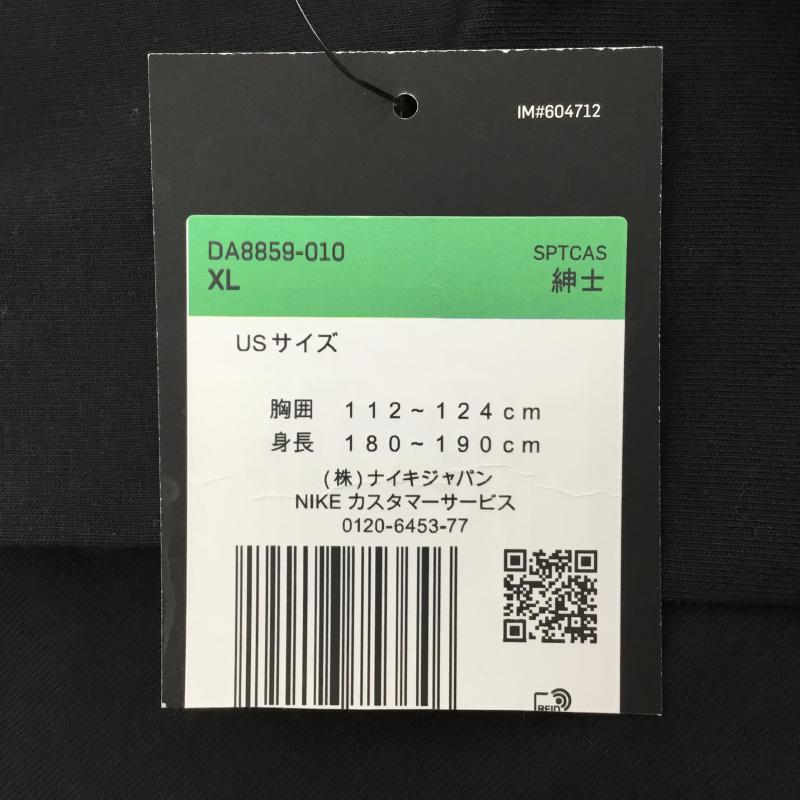 IM#604712
DA8859-010
SPTCAS
XL
紳士
USサイズ
胸囲 112~124cm
身長 180~190cm
(株)ナイキジャパン
NIKE カスタマーサービス
0120-6453-77
RFID